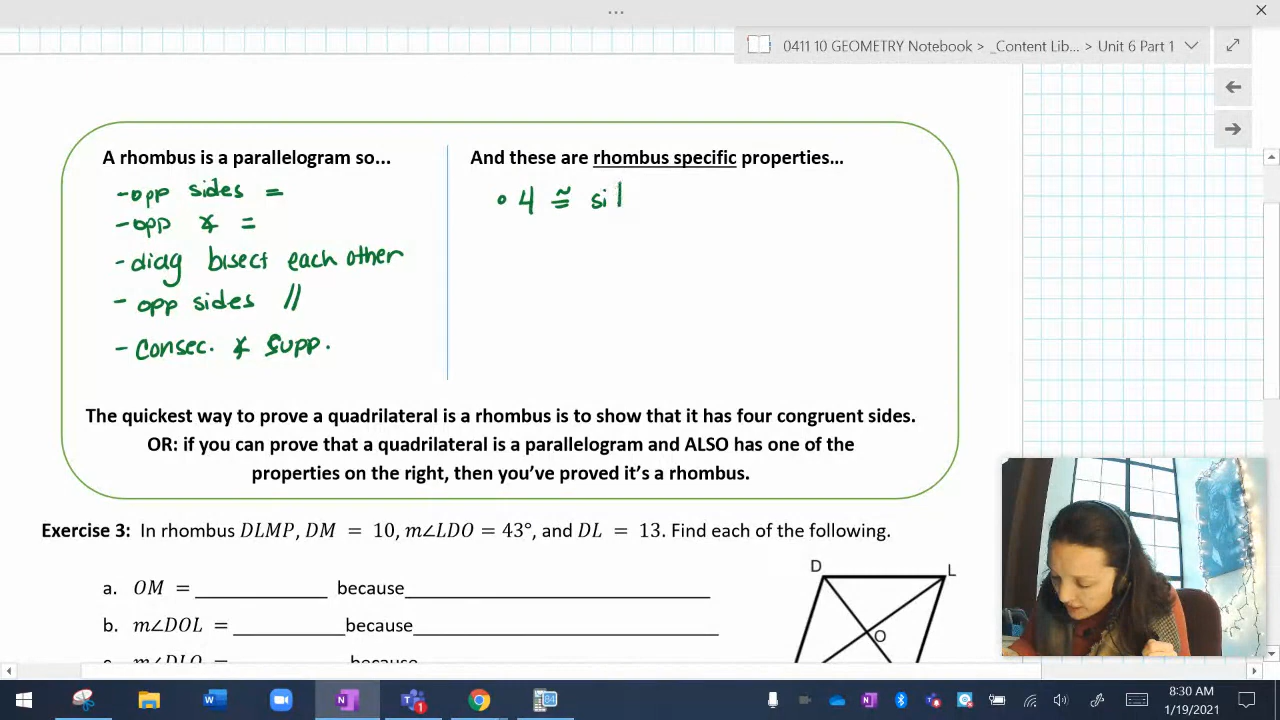 0411 10 GEOMETRY Notebook > _Content Lib... > Unit 6 Part 1
A rhombus is a parallelogram so...
-opp sides =
-opp ∡ =
-diag bisect each other
- opp sides //
- Consec. ∡ supp.
And these are rhombus specific properties...
• 4 ≅ sil
The quickest way to prove a quadrilateral is a rhombus is to show that it has four congruent sides.
OR: if you can prove that a quadrilateral is a parallelogram and ALSO has one of the
properties on the right, then you've proved it's a rhombus.
Exercise 3: In rhombus DLMP, DM = 10, m∠LDO = 43°, and DL = 13. Find each of the following.
a. OM = ____________ because____________________________
b. m∠DOL = __________because____________________________
c. m∠DLO = because
D
L
O
8:30 AM
1/19/2021